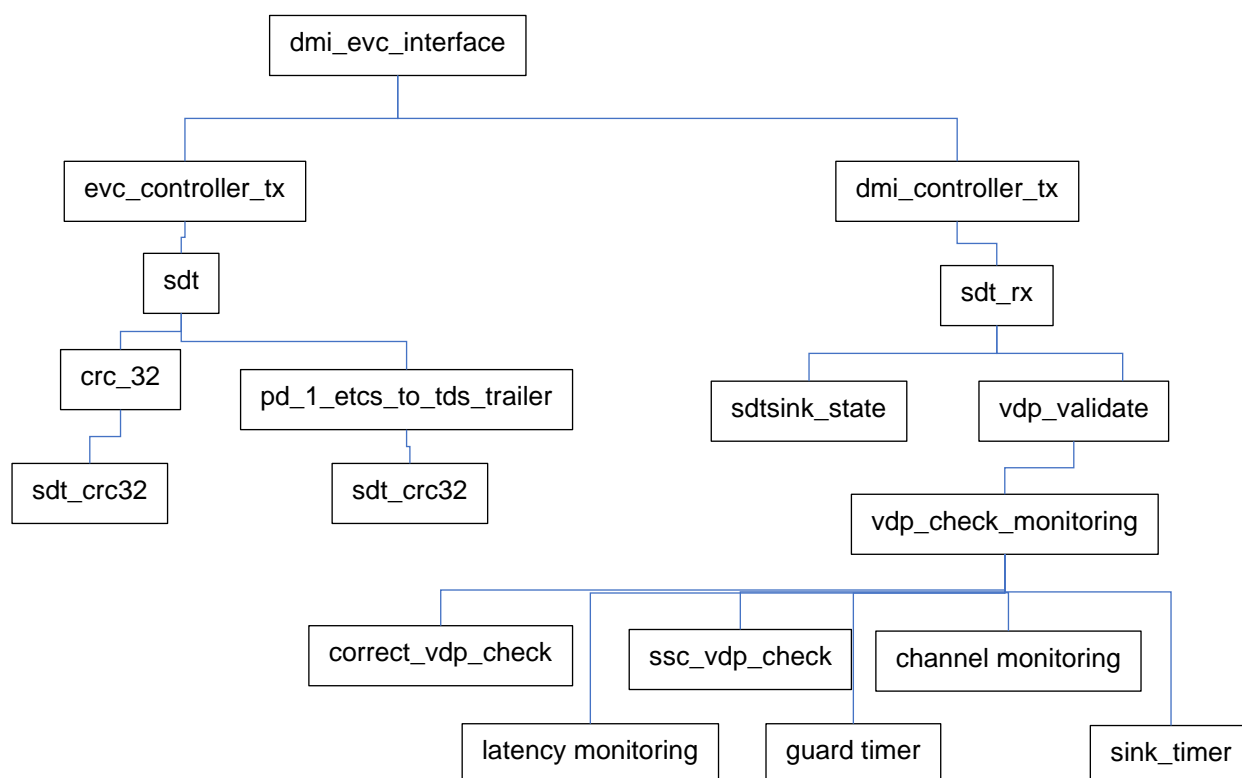 dmi_evc_interface
evc_controller_tx
dmi_controller_tx
sdt
sdt_rx
crc_32
pd_1_etcs_to_tds_trailer
sdtsink_state
vdp_validate
sdt_crc32
sdt_crc32
vdp_check_monitoring
correct_vdp_check
ssc_vdp_check
channel monitoring
latency monitoring
guard timer
sink_timer